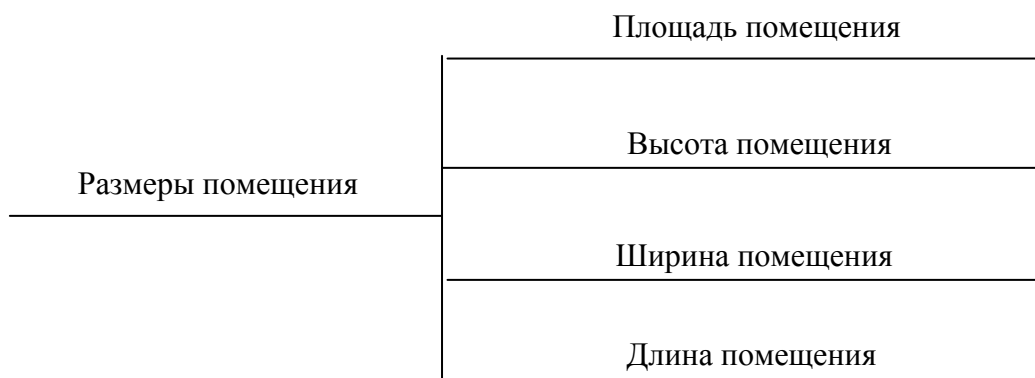 Площадь помещения
Высота помещения
Размеры помещения
Ширина помещения
Длина помещения